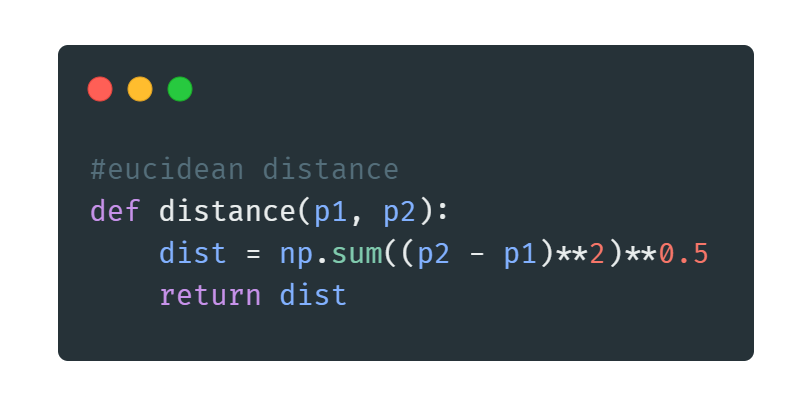 #eucidean distance
def distance(p1, p2):
    dist = np.sum((p2 - p1)**2)**0.5
    return dist